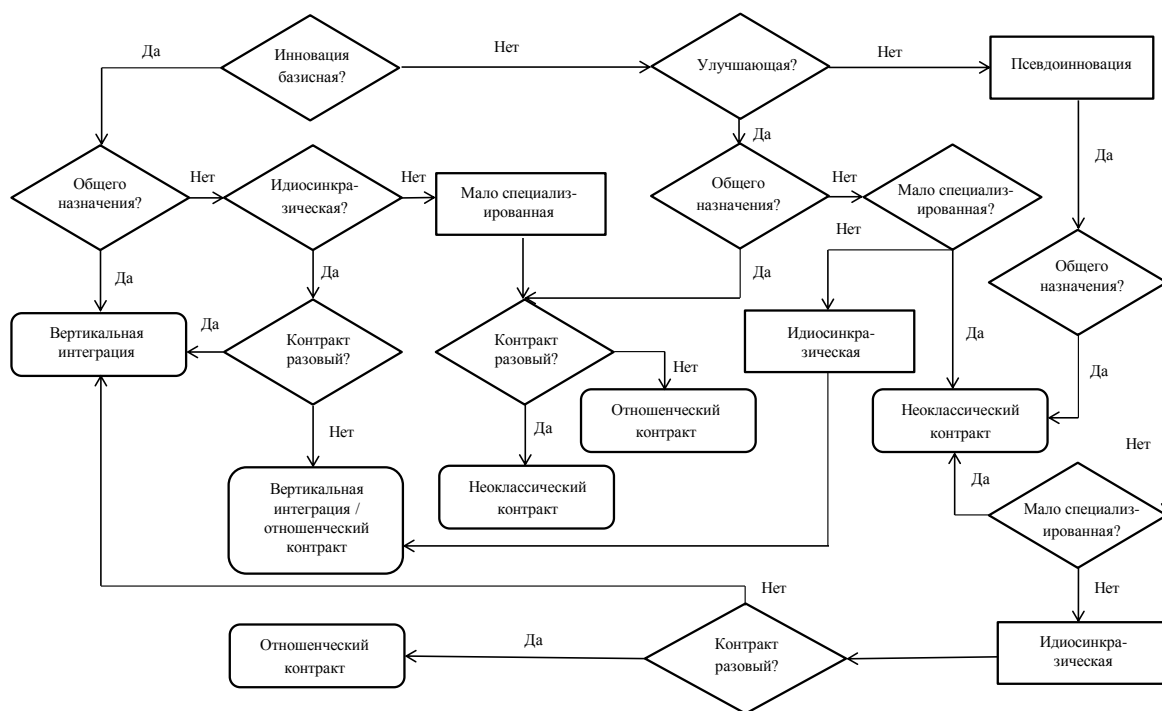 Да
Инновация
базисная?
Нет
Улучшающая?
Нет
Псевдоинновация
Да
Да
Общего
назначения?
Нет
Идиосинкра-
зическая?
Нет
Мало специализ-
ированная
Общего
назначения?
Нет
Мало специализ-
ированная?
Да
Да
Да
Нет
Нет
Общего
назначения?
Вертикальная
интеграция
Да
Контракт
разовый?
Контракт
разовый?
Нет
Идиосинкра-
зическая
Да
Да
Отношенческий
контракт
Неоклассический
контракт
Нет
Да
Нет
Вертикальная
интеграция /
отношенческий
контракт
Неоклассический
контракт
Да
Мало специализ-
ированная?
Нет
Нет
Отношенческий
контракт
Да
Контракт
разовый?
Идиосинкра-
зическая